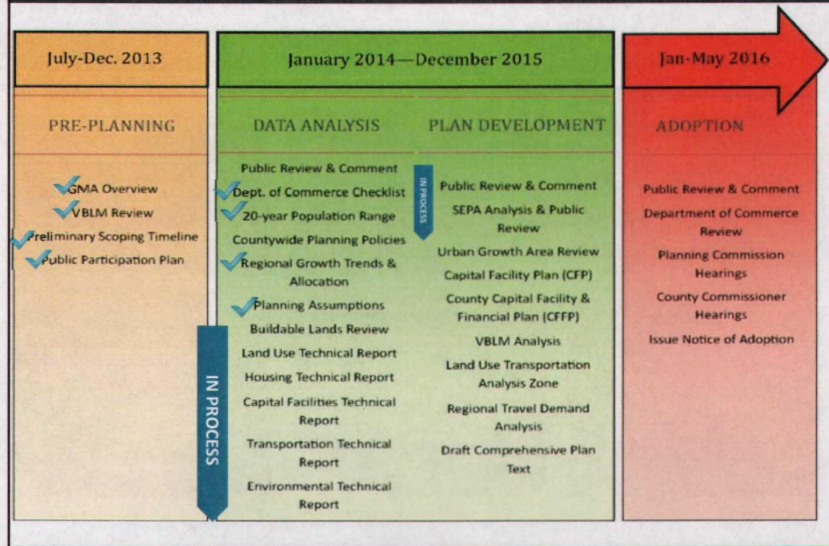 July-Dec. 2013
January 2014—December 2015
Jan-May 2016
PRE-PLANNING
GMA Overview
VBLM Review
Preliminary Scoping Timeline
Public Participation Plan
DATA ANALYSIS
Public Review & Comment
Dept. of Commerce Checklist
20-year Population Range
Countywide Planning Policies
Regional Growth Trends &
Allocation
Planning Assumptions
Buildable Lands Review
Land Use Technical Report
Housing Technical Report
Capital Facilities Technical
Report
Transportation Technical
Report
Environmental Technical
Report
IN PROCESS
PLAN DEVELOPMENT
IN PROCESS
Public Review & Comment
SEPA Analysis & Public
Review
Urban Growth Area Review
Capital Facility Plan (CFP)
County Capital Facility &
Financial Plan (CFFP)
VBLM Analysis
Land Use Transportation
Analysis Zone
Regional Travel Demand
Analysis
Draft Comprehensive Plan
Text
ADOPTION
Public Review & Comment
Department of Commerce
Review
Planning Commission
Hearings
County Commissioner
Hearings
Issue Notice of Adoption